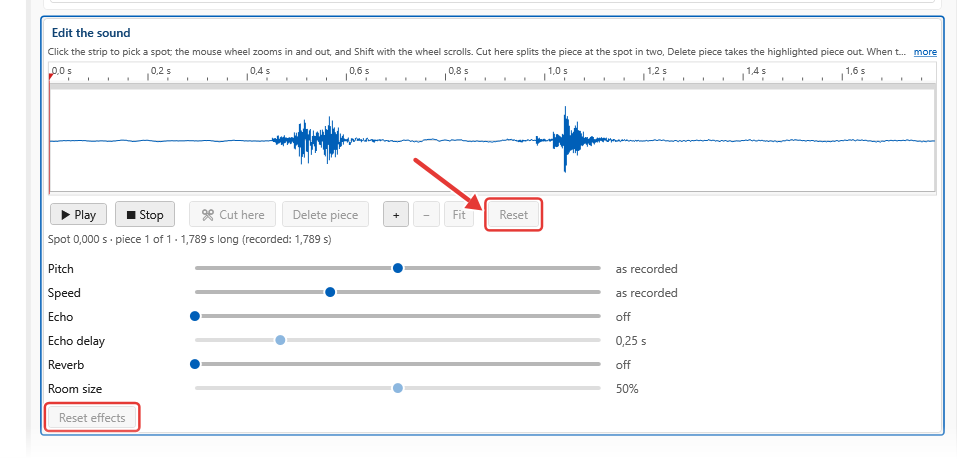 Edit the sound
Click the strip to pick a spot; the mouse wheel zooms in and out, and Shift with the wheel scrolls. Cut here splits the piece at the spot in two, Delete piece takes the highlighted piece out. When t... more
0,0 s 0,2 s 0,4 s 0,6 s 0,8 s 1,0 s 1,2 s 1,4 s 1,6 s
Play Stop Cut here Delete piece + − Fit Reset
Spot 0,000 s · piece 1 of 1 · 1,789 s long (recorded: 1,789 s)
Pitch as recorded
Speed as recorded
Echo off
Echo delay 0,25 s
Reverb off
Room size 50%
Reset effects